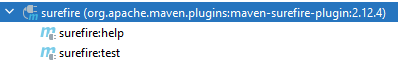 surefire (org.apache.maven.plugins:maven-surefire-plugin:2.12.4)
surefire:help
surefire:test